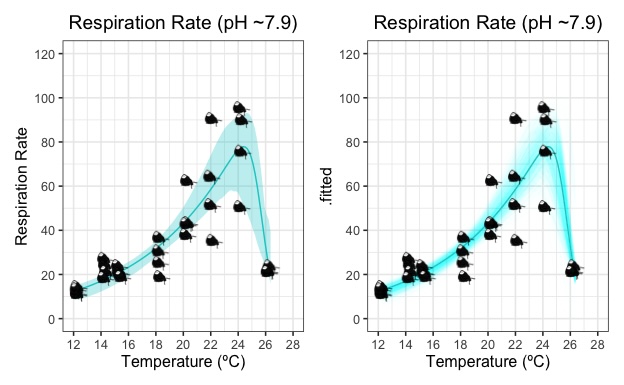 Respiration Rate (pH ~7.9)
120
100
80
60
40
20
0
Respiration Rate
12 14 16 18 20 22 24 26 28
Temperature (ºC)
Respiration Rate (pH ~7.9)
120
100
80
60
40
20
0
.fitted
12 14 16 18 20 22 24 26 28
Temperature (ºC)